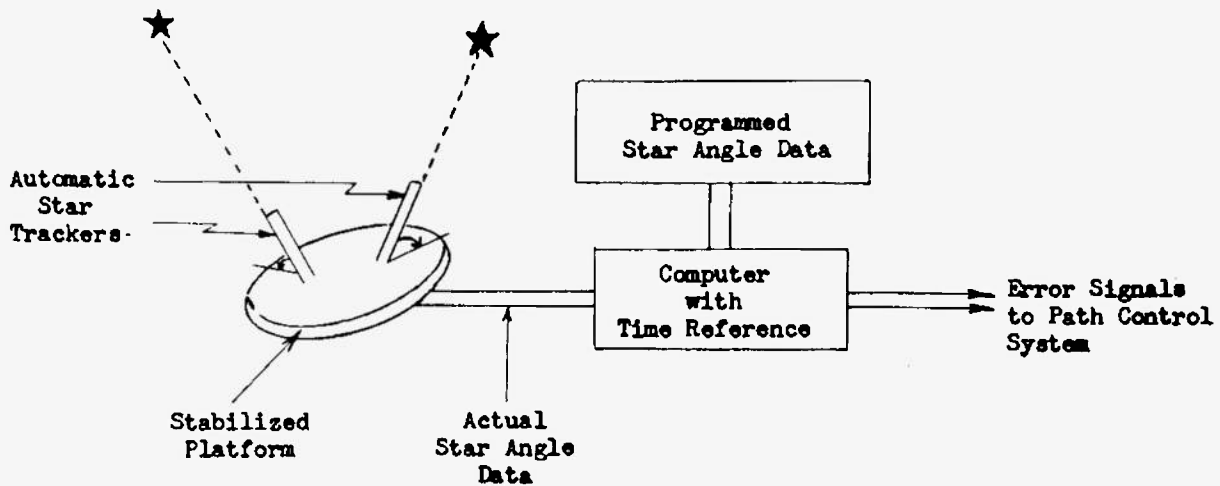 Programmed
Star Angle Data
Automatic
Star
Trackers-
Computer
with
Time Reference
Error Signals
to Path Control
System
Stabilized
Platform
Actual
Star Angle
Data